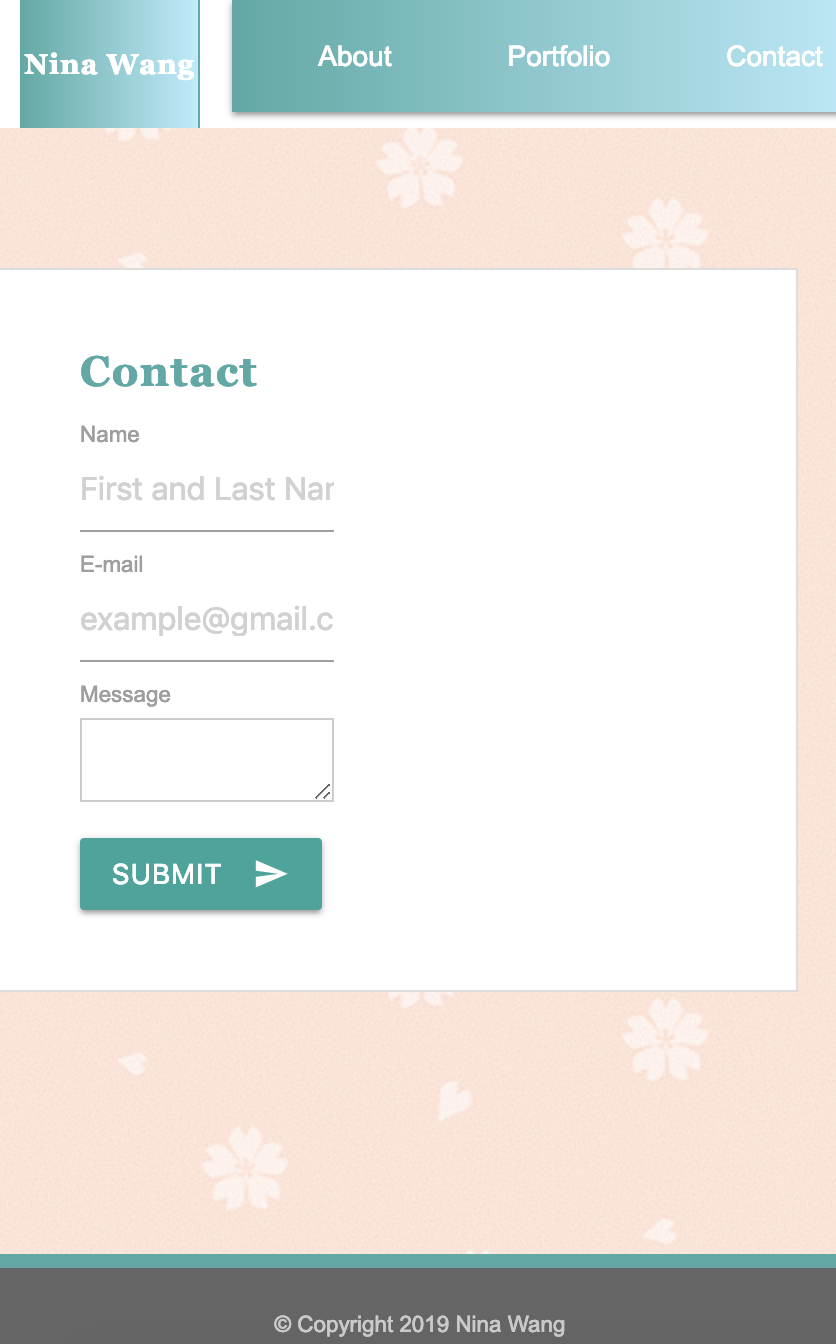 Nina Wang
About Portfolio Contact
Contact
Name
First and Last Nar
E-mail
example@gmail.c
Message
SUBMIT
© Copyright 2019 Nina Wang